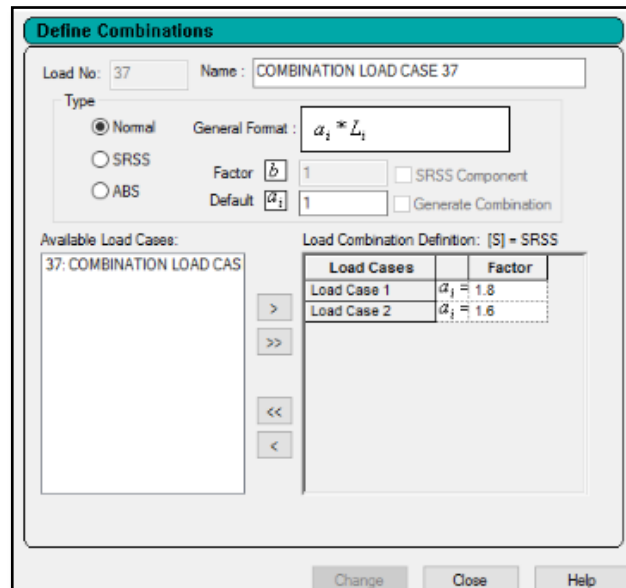 Define Combinations
Load No: 37 Name : COMBINATION LOAD CASE 37
Type
Normal General Format : a_i * L_i
SRSS
Factor b 1 SRSS Component
ABS
Default a_i 1 Generate Combination
Available Load Cases: Load Combination Definition: [S] = SRSS
37: COMBINATION LOAD CAS
Load Cases Factor
Load Case 1 a_i = 1.8
Load Case 2 a_i = 1.6
>
>>
<<
<
Change Close Help